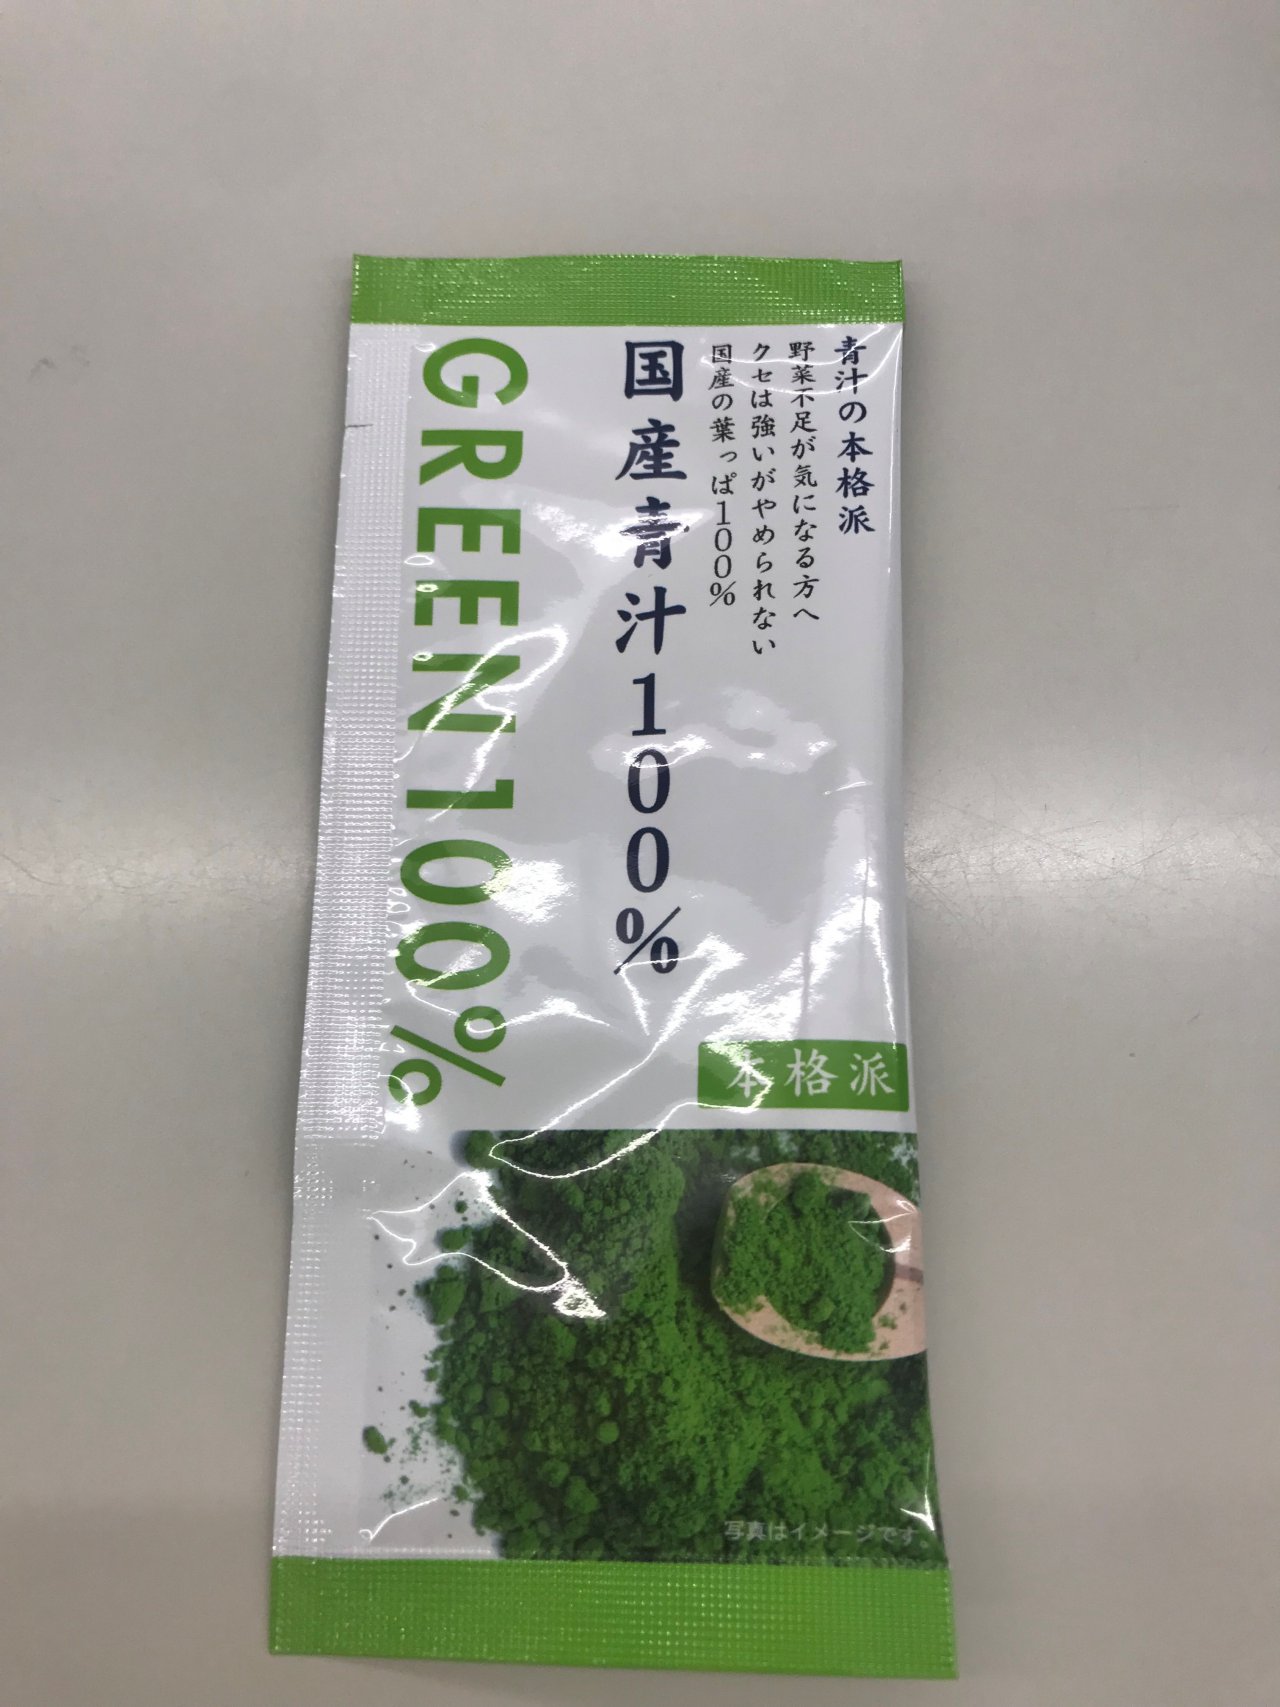 青汁の本格派
野菜不足が気になる方へ
クセは強いがやめられない
国産の葉っぱ100%
国産青汁100%
GREEN100%
本格派
写真はイメージです。